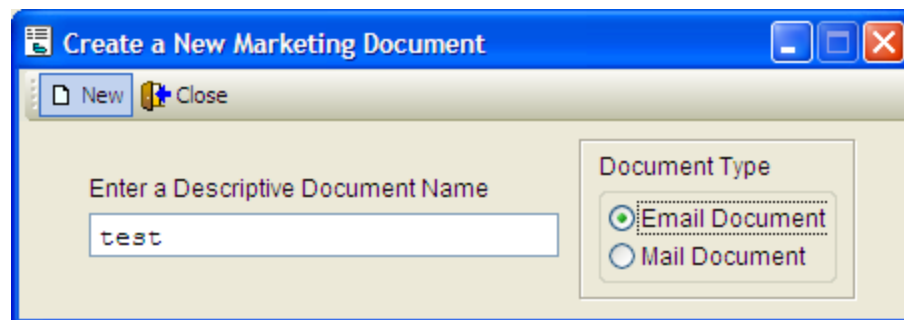 Create a New Marketing Document
New Close
Enter a Descriptive Document Name
test
Document Type
Email Document
Mail Document